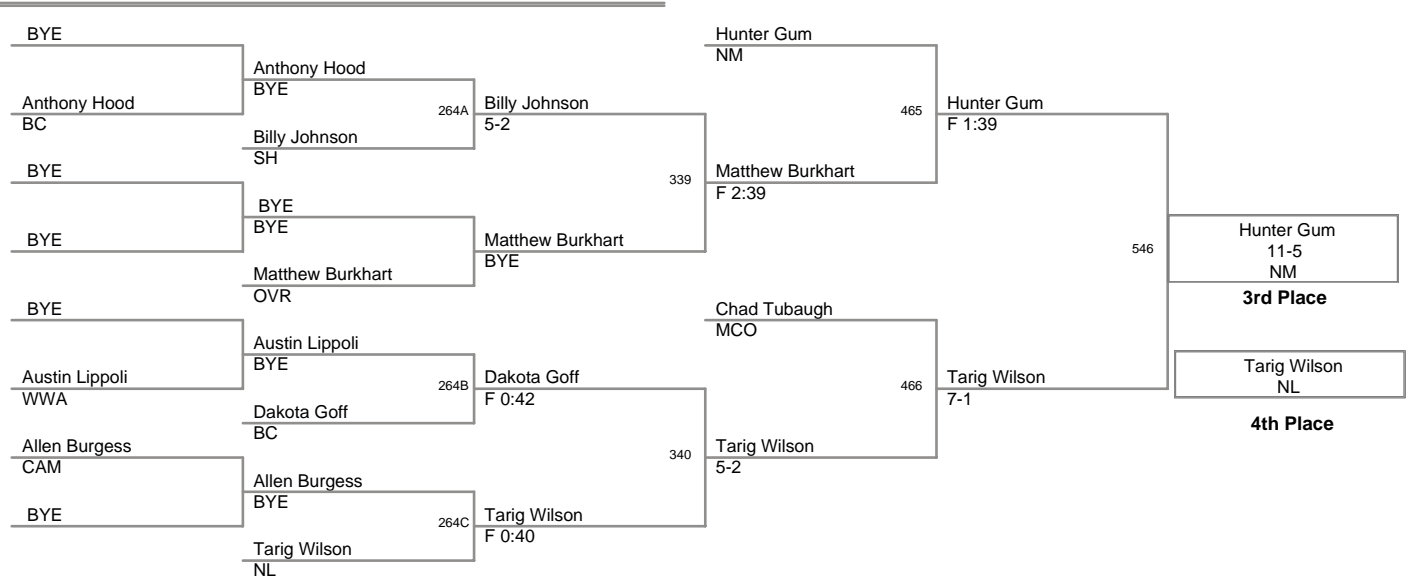 BYE
Anthony Hood
BC
BYE
BYE
BYE
Austin Lippoli
WWA
Allen Burgess
CAM
BYE
Anthony Hood
BYE
Billy Johnson
SH
BYE
BYE
Matthew Burkhart
OVR
Austin Lippoli
BYE
Dakota Goff
BC
Allen Burgess
BYE
Tarig Wilson
NL
264A
264B
264C
Billy Johnson
5-2
Matthew Burkhart
BYE
Dakota Goff
F 0:42
Tarig Wilson
F 0:40
339
340
Hunter Gum
NM
Matthew Burkhart
F 2:39
Chad Tubaugh
MCO
Tarig Wilson
5-2
465
466
Hunter Gum
F 1:39
Tarig Wilson
7-1
546
Hunter Gum
11-5
NM
3rd Place
Tarig Wilson
NL
4th Place